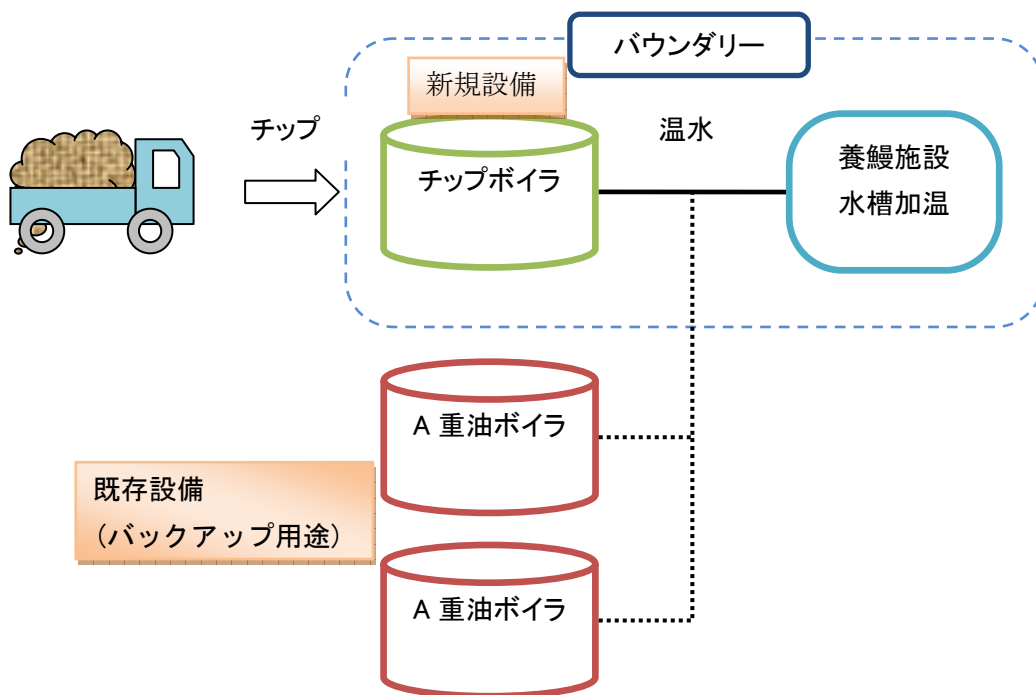 バウンダリー
新規設備
チップ
チップボイラ
温水
養鰻施設
水槽加温
A 重油ボイラ
既存設備
(バックアップ用途)
A 重油ボイラ